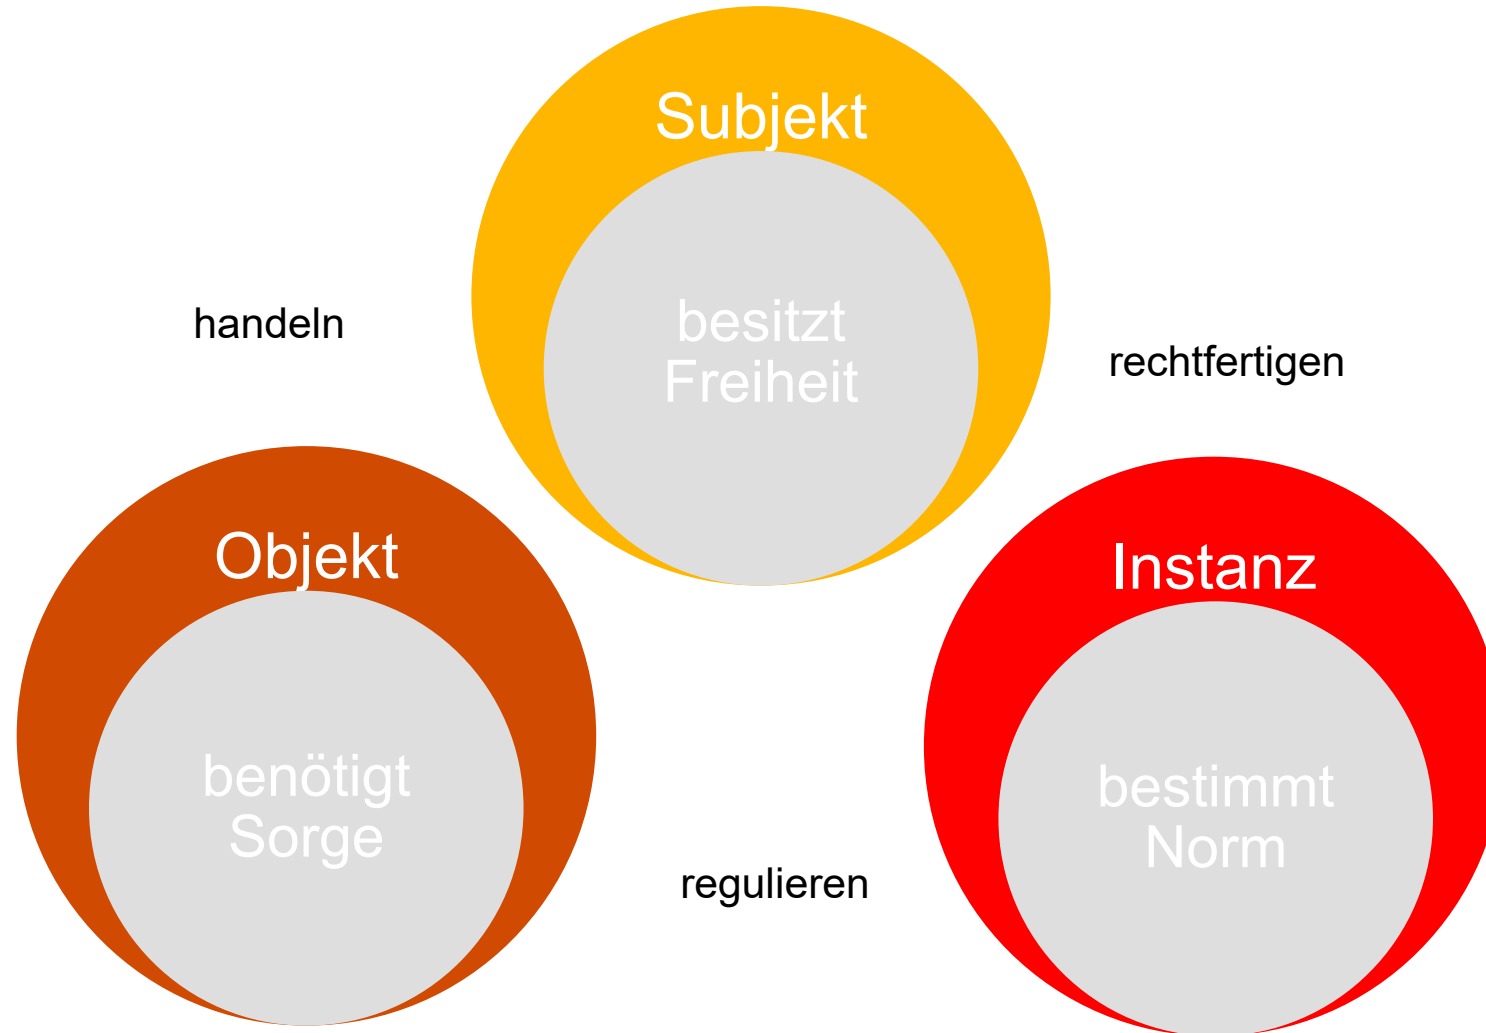 Subjekt
besitzt
Freiheit
handeln
rechtfertigen
Objekt
benötigt
Sorge
Instanz
bestimmt
Norm
regulieren